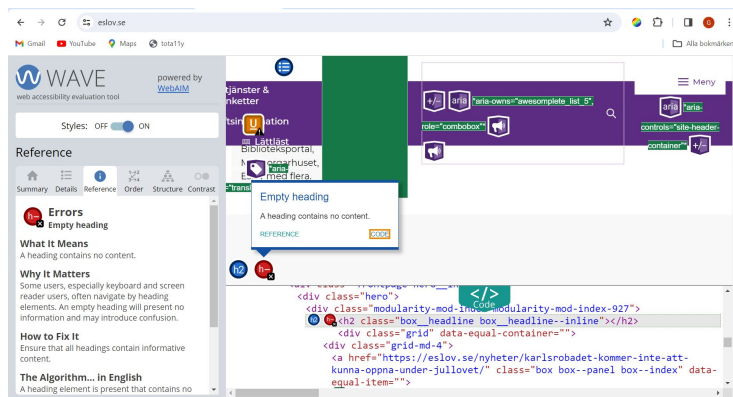 eslov.se
G
Gmail
YouTube
Maps
tota11y
Alla bokmärken
WAVE
web accessibility evaluation tool
powered by
WebAIM
Styles: OFF ON
Reference
Summary Details Reference Order Structure Contrast
Errors
Empty heading
What It Means
A heading contains no content.
Why It Matters
Some users, especially keyboard and screen
reader users, often navigate by heading
elements. An empty heading will present no
information and may introduce confusion.
How to Fix It
Ensure that all headings contain informative
content.
The Algorithm... in English
A heading element is present that contains no
tjänster &
Lättläst
Biblioteksportal,
med flera.
"aria-
Empty heading
A heading contains no content.
REFERENCE CODE
h2 h-
+/- aria "aria-owns="awesomplete_list_5",
role="combobox""
Meny
aria "aria-
controls="site-header-
container"" +/-
</>
Code
<div class="hero">
<div class="modularity-mod-index modularity-mod-index-927">
h2 h- <h2 class="box__headline box__headline--inline"></h2>
<div class="grid" data-equal-container="">
<div class="grid-md-4">
<a href="https://eslov.se/nyheter/karlsrobadet-kommer-inte-att-
kunna-oppna-under-jullovet/" class="box box--panel box--index" data-
equal-item="">